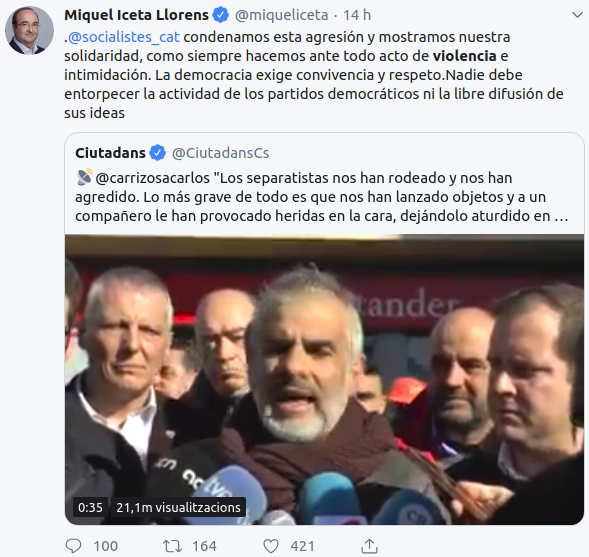 Miquel Iceta Llorens @miqueliceta · 14 h
.@socialistes_cat condenamos esta agresión y mostramos nuestra
solidaridad, como siempre hacemos ante todo acto de violencia e
intimidación. La democracia exige convivencia y respeto.Nadie debe
entorpecer la actividad de los partidos democráticos ni la libre difusión de
sus ideas
Ciutadans @CiutadansCs
📡 @carrizosacarlos "Los separatistas nos han rodeado y nos han
agredido. Lo más grave de todo es que nos han lanzado objetos y a un
compañero le han provocado heridas en la cara, dejándolo aturdido en ...
tander
0:35 21,1m visualitzacions
100 164 421